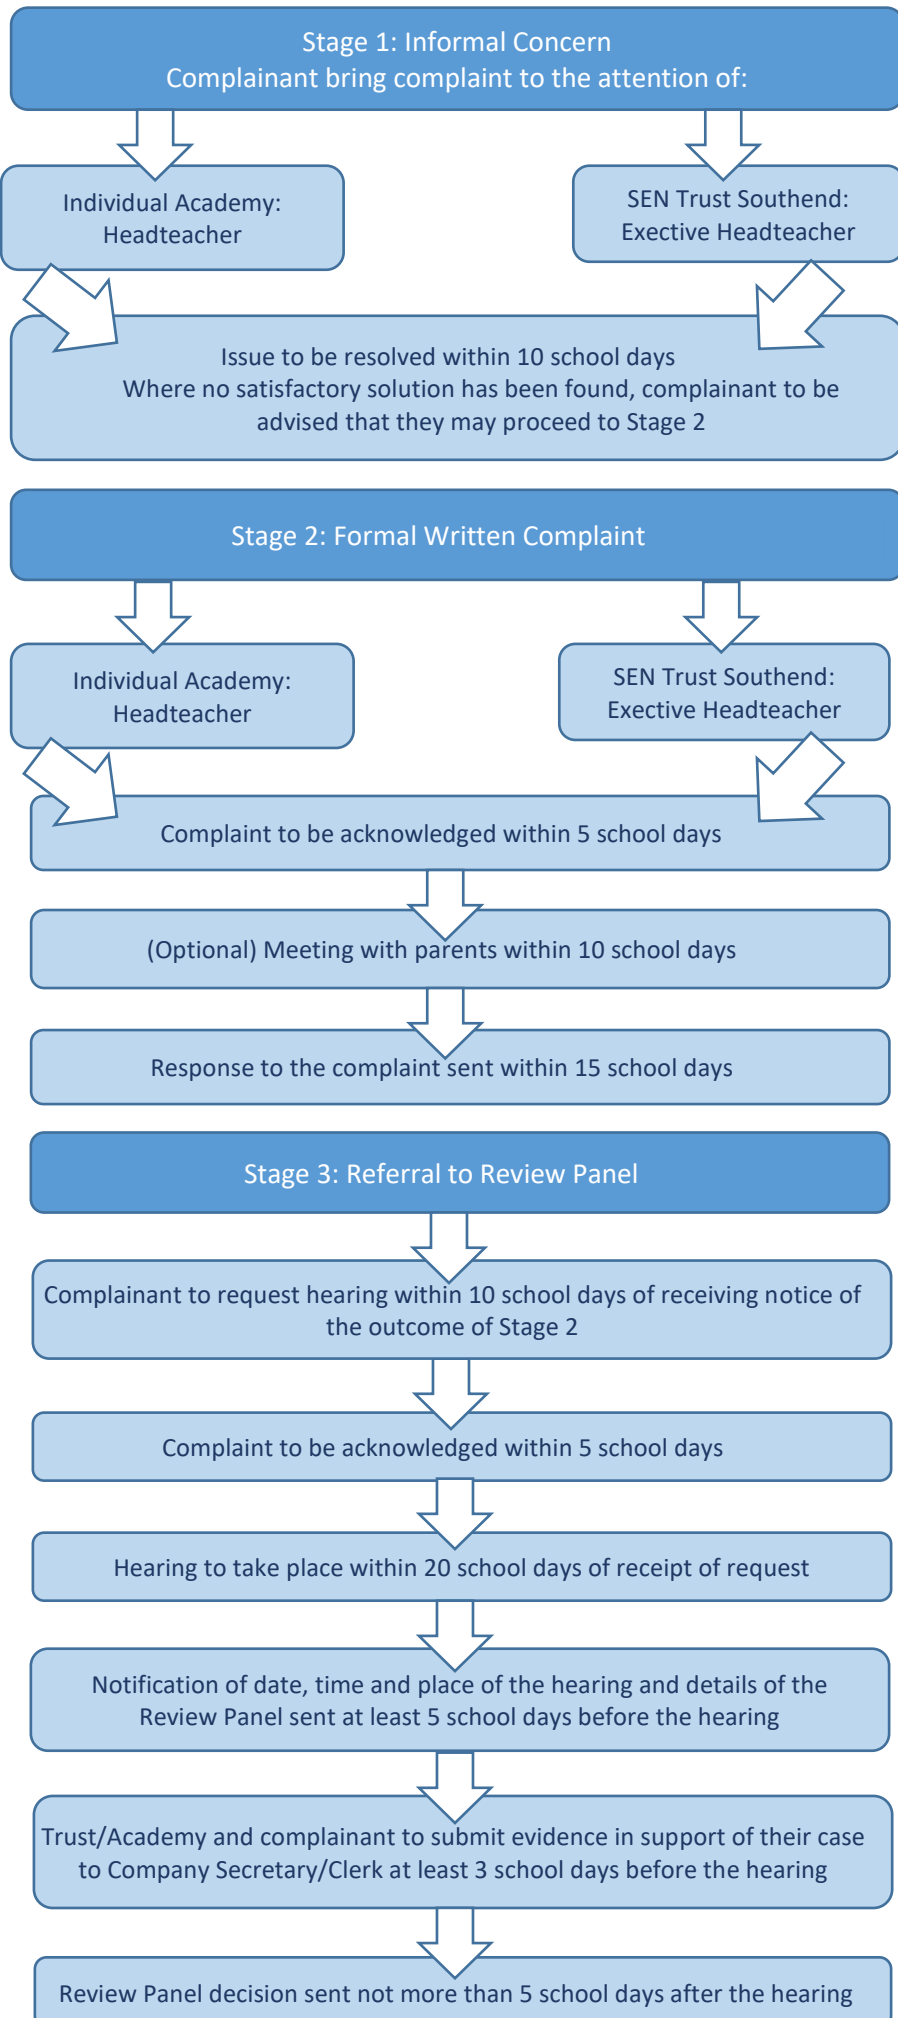 Stage 1: Informal Concern
Complainant bring complaint to the attention of:
Individual Academy:
Headteacher
SEN Trust Southend:
Exective Headteacher
Issue to be resolved within 10 school days
Where no satisfactory solution has been found, complainant to be
advised that they may proceed to Stage 2
Stage 2: Formal Written Complaint
Individual Academy:
Headteacher
SEN Trust Southend:
Exective Headteacher
Complaint to be acknowledged within 5 school days
(Optional) Meeting with parents within 10 school days
Response to the complaint sent within 15 school days
Stage 3: Referral to Review Panel
Complainant to request hearing within 10 school days of receiving notice of
the outcome of Stage 2
Complaint to be acknowledged within 5 school days
Hearing to take place within 20 school days of receipt of request
Notification of date, time and place of the hearing and details of the
Review Panel sent at least 5 school days before the hearing
Trust/Academy and complainant to submit evidence in support of their case
to Company Secretary/Clerk at least 3 school days before the hearing
Review Panel decision sent not more than 5 school days after the hearing